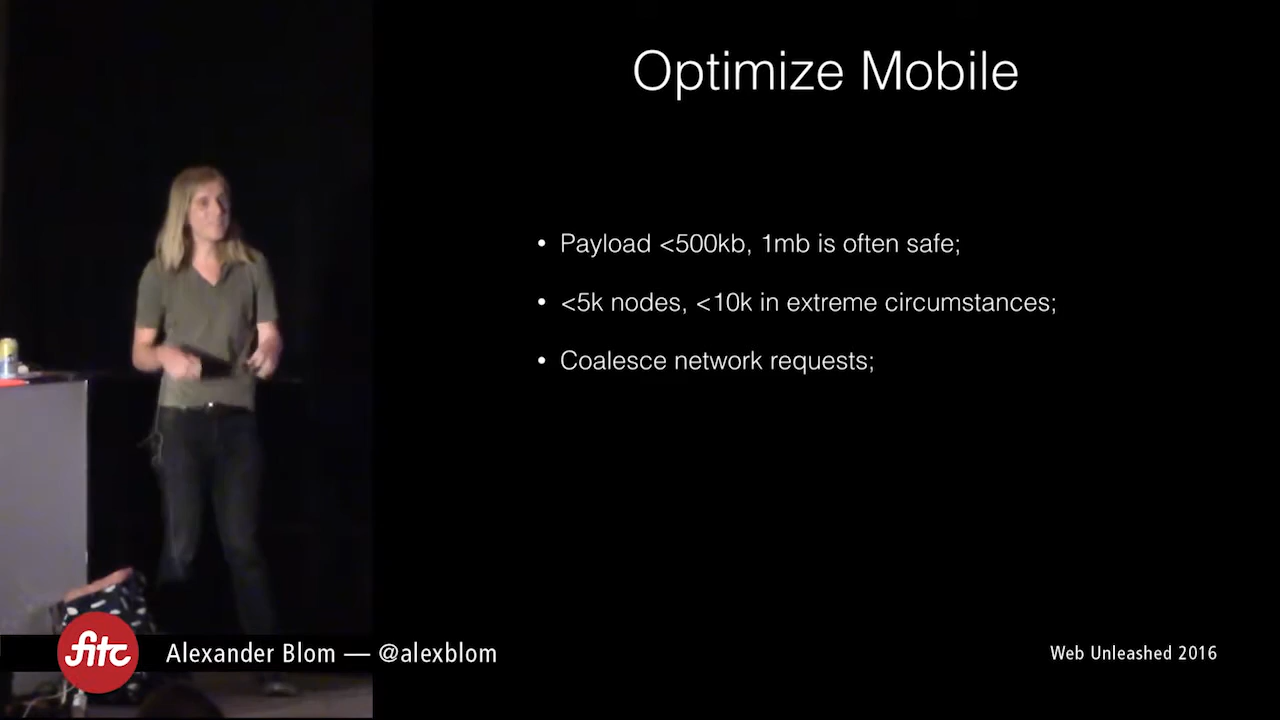 Optimize Mobile
• Payload <500kb, 1mb is often safe;
• <5k nodes, <10k in extreme circumstances;
• Coalesce network requests;
fitc
Alexander Blom — @alexblom
Web Unleashed 2016